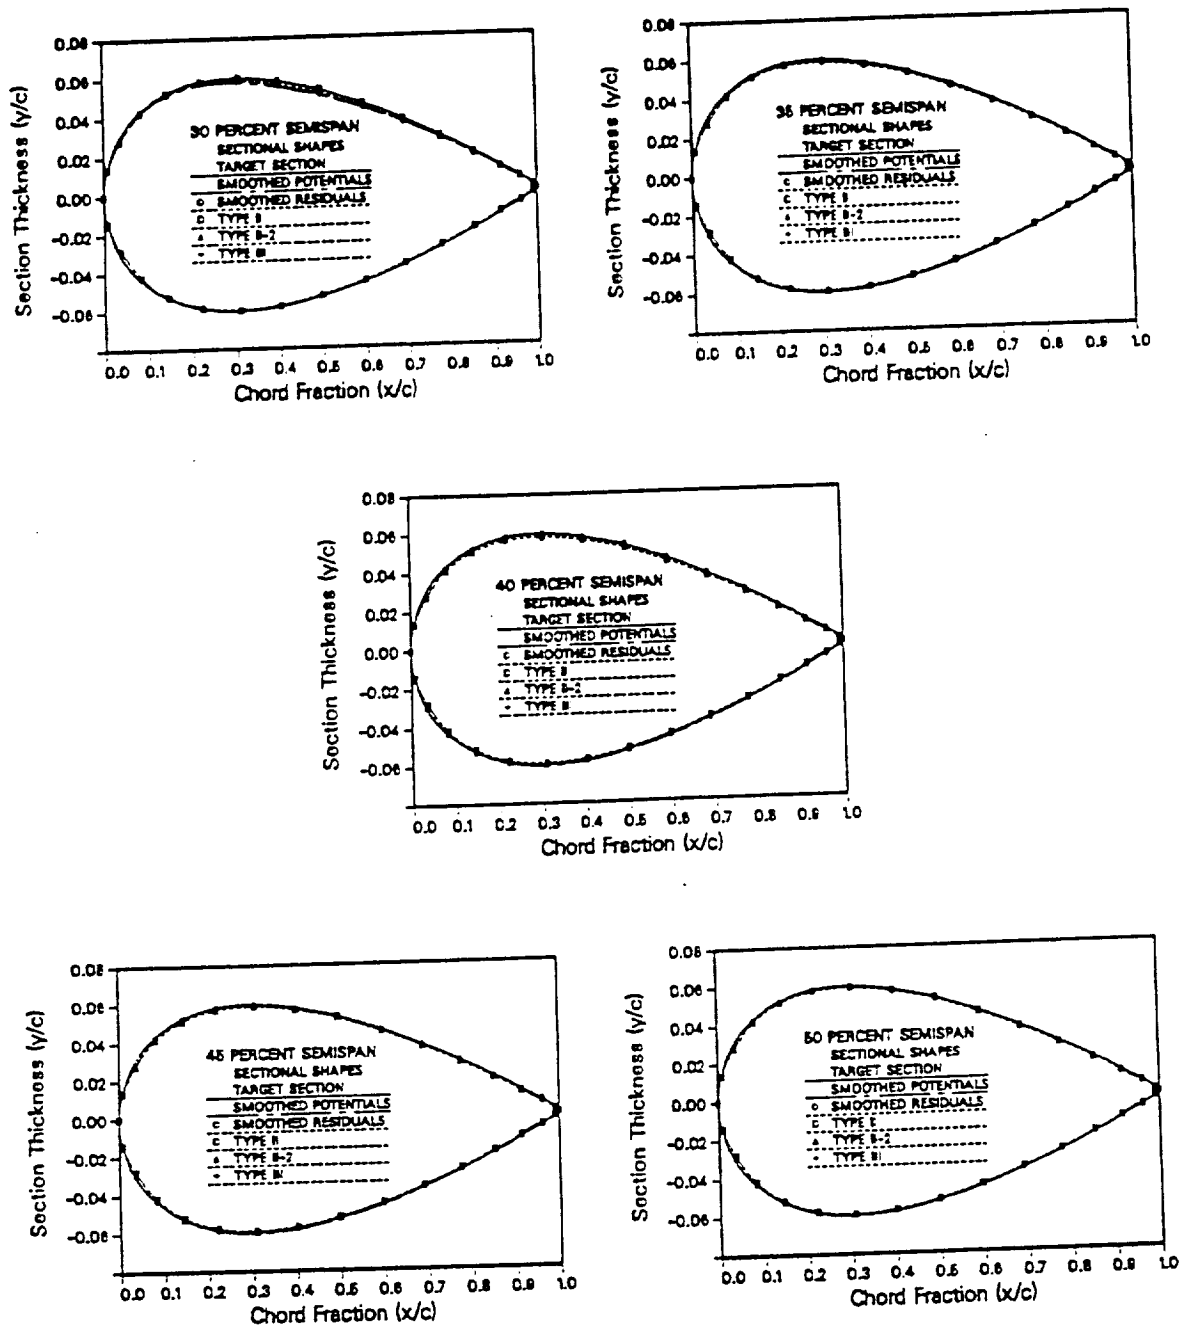 0.08
0.06
0.04
0.02
0.00
-0.02
-0.04
-0.06
Section Thickness (y/c)
30 PERCENT SEMISPAN
SECTIONAL SHAPES
TARGET SECTION
SMOOTHED POTENTIALS
SMOOTHED RESIDUALS
TYPE II
TYPE II-2
TYPE III
0.0 0.1 0.2 0.3 0.4 0.5 0.6 0.7 0.8 0.9 1.0
Chord Fraction (x/c)
0.08
0.06
0.04
0.02
0.00
-0.02
-0.04
-0.06
Section Thickness (y/c)
35 PERCENT SEMISPAN
SECTIONAL SHAPES
TARGET SECTION
SMOOTHED POTENTIALS
SMOOTHED RESIDUALS
TYPE II
TYPE II-2
TYPE III
0.0 0.1 0.2 0.3 0.4 0.5 0.6 0.7 0.8 0.9 1.0
Chord Fraction (x/c)
0.08
0.06
0.04
0.02
0.00
-0.02
-0.04
-0.06
Section Thickness (y/c)
40 PERCENT SEMISPAN
SECTIONAL SHAPES
TARGET SECTION
SMOOTHED POTENTIALS
SMOOTHED RESIDUALS
TYPE II
TYPE II-2
TYPE
0.0 0.1 0.2 0.3 0.4 0.5 0.6 0.7 0.8 0.9 1.0
Chord Fraction (x/c)
0.08
0.06
0.04
0.02
0.00
-0.02
-0.04
-0.06
Section Thickness (y/c)
45 PERCENT SEMISPAN
SECTIONAL SHAPES
TARGET SECTION
SMOOTHED POTENTIALS
SMOOTHED RESIDUALS
TYPE II
TYPE II-2
TYPE III
0.0 0.1 0.2 0.3 0.4 0.5 0.6 0.7 0.8 0.9 1.0
Chord Fraction (x/c)
0.08
0.06
0.04
0.02
0.00
-0.02
-0.04
-0.06
Section Thickness (y/c)
50 PERCENT SEMISPAN
SECTIONAL SHAPES
TARGET SECTION
SMOOTHED POTENTIALS
SMOOTHED RESIDUALS
TYPE
TYPE II-2
TYPE III
0.0 0.1 0.2 0.3 0.4 0.5 0.6 0.7 0.8 0.9 1.0
Chord Fraction (x/c)